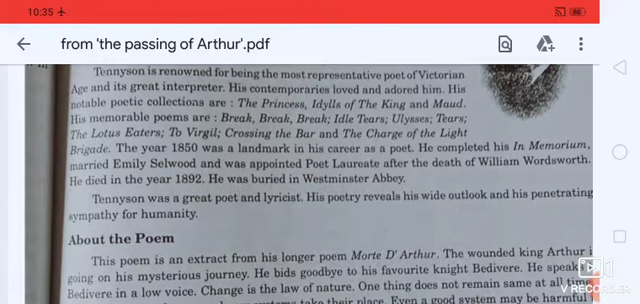 10:35
from 'the passing of Arthur'.pdf
Tennyson is renowned for being the most representative poet of Victorian
Age and its great interpreter. His contemporaries loved and adored him. His
notable poetic collections are : The Princess, Idylls of The King and Maud.
His memorable poems are : Break, Break, Break; Idle Tears; Ulysses; Tears;
The Lotus Eaters; To Virgil; Crossing the Bar and The Charge of the Light
Brigade. The year 1850 was a landmark in his career as a poet. He completed his In Memorium,
married Emily Selwood and was appointed Poet Laureate after the death of William Wordsworth.
He died in the year 1892. He was buried in Westminster Abbey.
Tennyson was a great poet and lyricist. His poetry reveals his wide outlook and his penetrating
sympathy for humanity.
About the Poem
This poem is an extract from his longer poem Morte D' Arthur. The wounded king Arthur i
going on his mysterious journey. He bids goodbye to his favourite knight Bedivere. He speaks
Bedivere in a low voice. Change is the law of nature. One thing does not remain same at all time
take their place. Even a good system may be harmful
V RECORDER